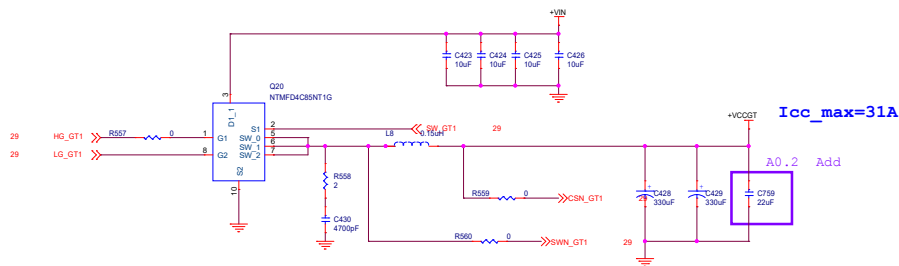 +VIN
C423
10uF
C424
10uF
C425
10uF
C426
10uF
Q20
NTMFD4C85NT1G
3
D1_1
29
HG_GT1
R557
0
1
G1
29
LG_GT1
8
G2
S1
2
SW_GT1
29
SW_0
5
SW_1
6
SW_2
7
S2
10
L8
0.15uH
R558
2
C430
4700pF
R559
0
CSN_GT1
29
R560
0
SWN_GT1
29
+VCCGT
Icc_max=31A
A0.2 Add
C428
330uF
C429
330uF
C759
22uF
+
+